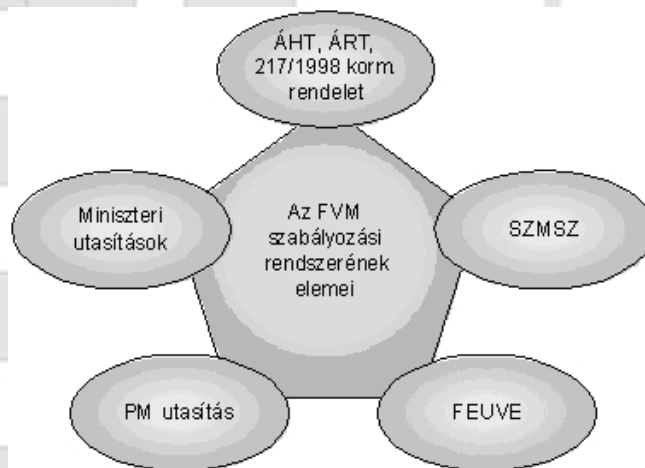 ÁHT, ÁRT,
217/1998 korm.
rendelet
Miniszteri
utasítások
Az FVM
szabályozási
rendszerének
elemei
SZMSZ
PM utasítás
FEUVE